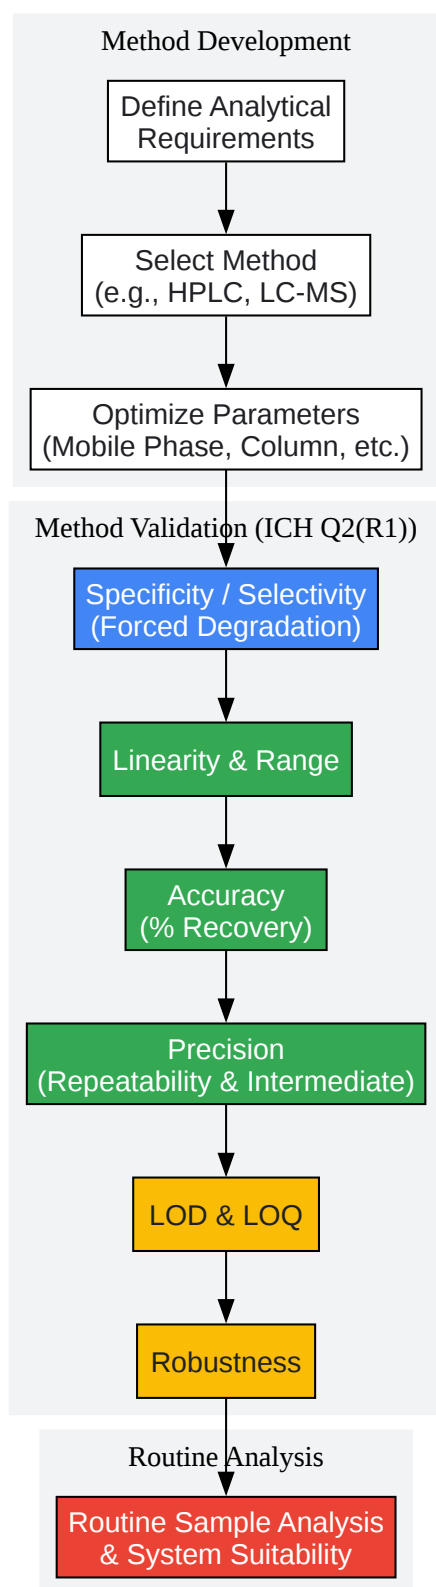 Method Development
Define Analytical
Requirements
Select Method
(e.g., HPLC, LC-MS)
Optimize Parameters
(Mobile Phase, Column, etc.)
Method Validation (ICH Q2(R1))
Specificity / Selectivity
(Forced Degradation)
Linearity & Range
Accuracy
(% Recovery)
Precision
(Repeatability & Intermediate)
LOD & LOQ
Robustness
Routine Analysis
Routine Sample Analysis
& System Suitability